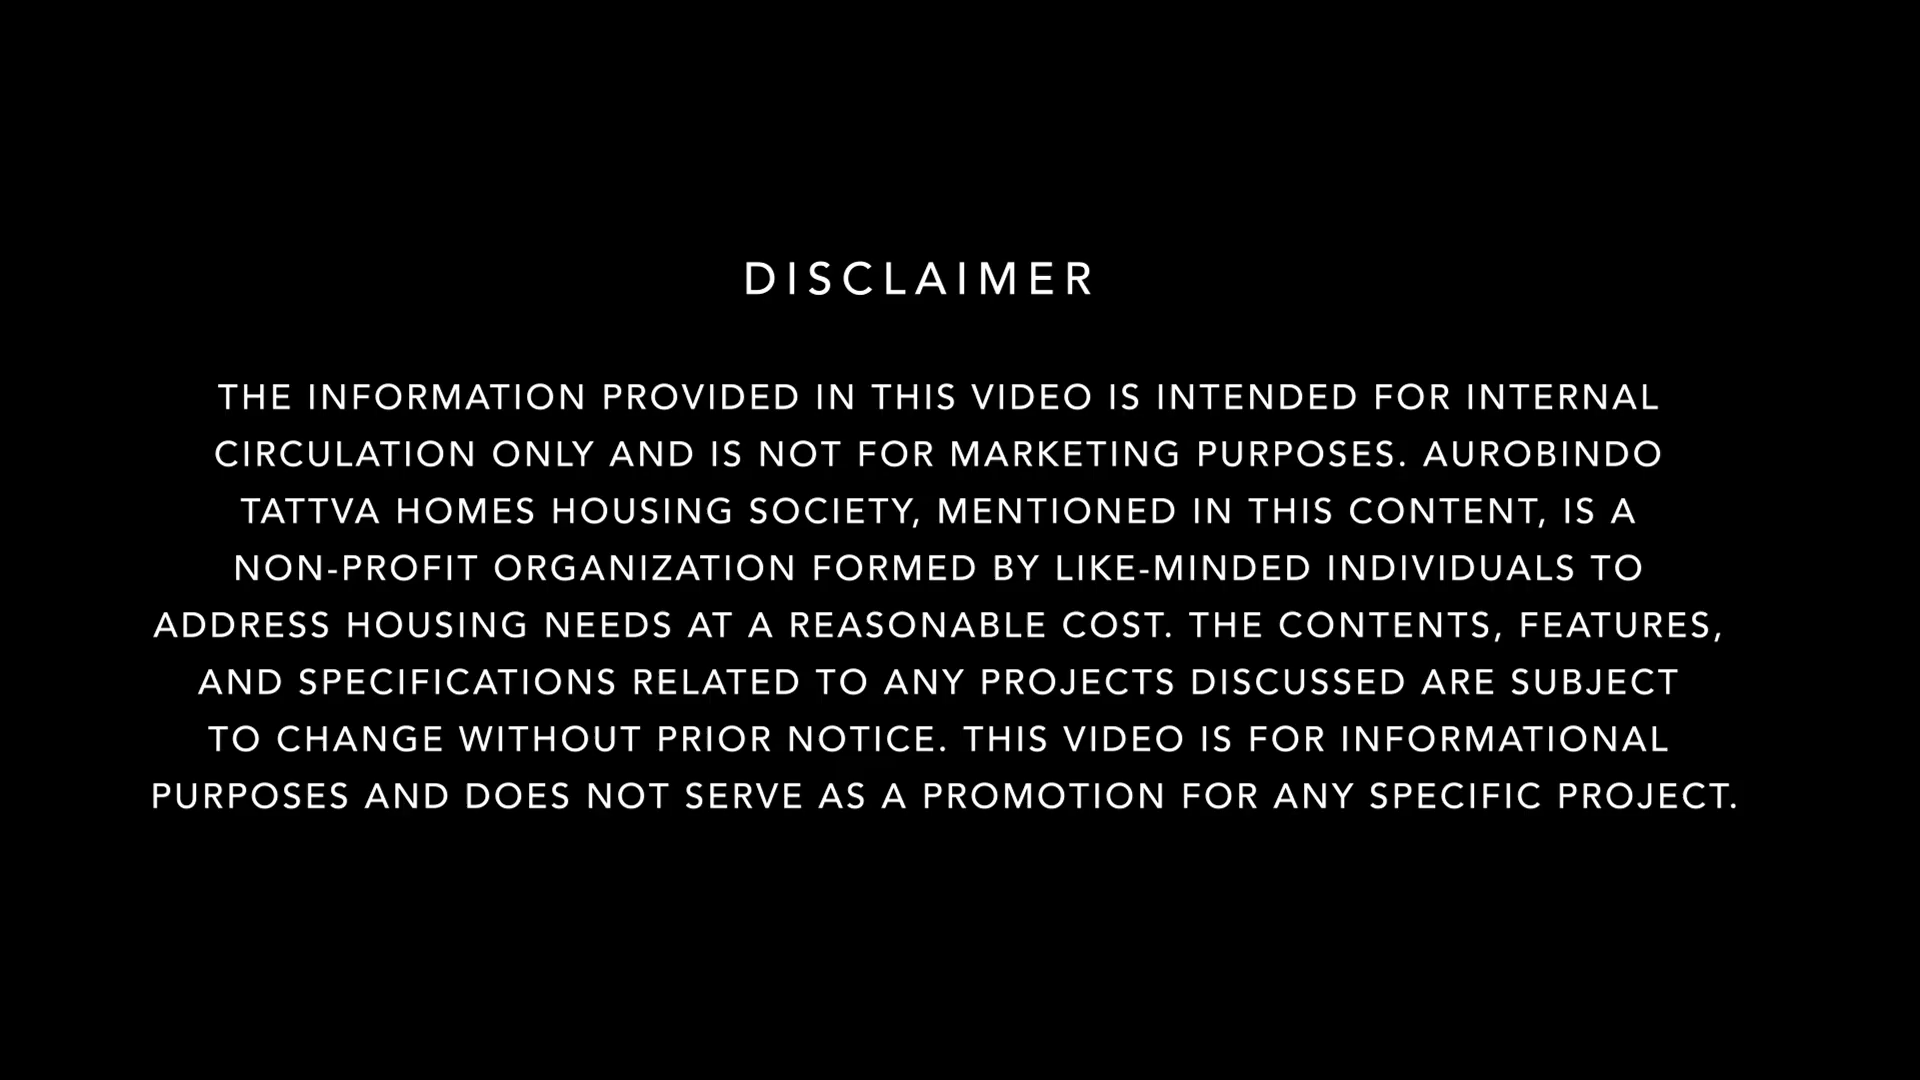 DISCLAIMER
THE INFORMATION PROVIDED IN THIS VIDEO IS INTENDED FOR INTERNAL
CIRCULATION ONLY AND IS NOT FOR MARKETING PURPOSES. AUROBINDO
TATTVA HOMES HOUSING SOCIETY, MENTIONED IN THIS CONTENT, IS A
NON-PROFIT ORGANIZATION FORMED BY LIKE-MINDED INDIVIDUALS TO
ADDRESS HOUSING NEEDS AT A REASONABLE COST. THE CONTENTS, FEATURES,
AND SPECIFICATIONS RELATED TO ANY PROJECTS DISCUSSED ARE SUBJECT
TO CHANGE WITHOUT PRIOR NOTICE. THIS VIDEO IS FOR INFORMATIONAL
PURPOSES AND DOES NOT SERVE AS A PROMOTION FOR ANY SPECIFIC PROJECT.